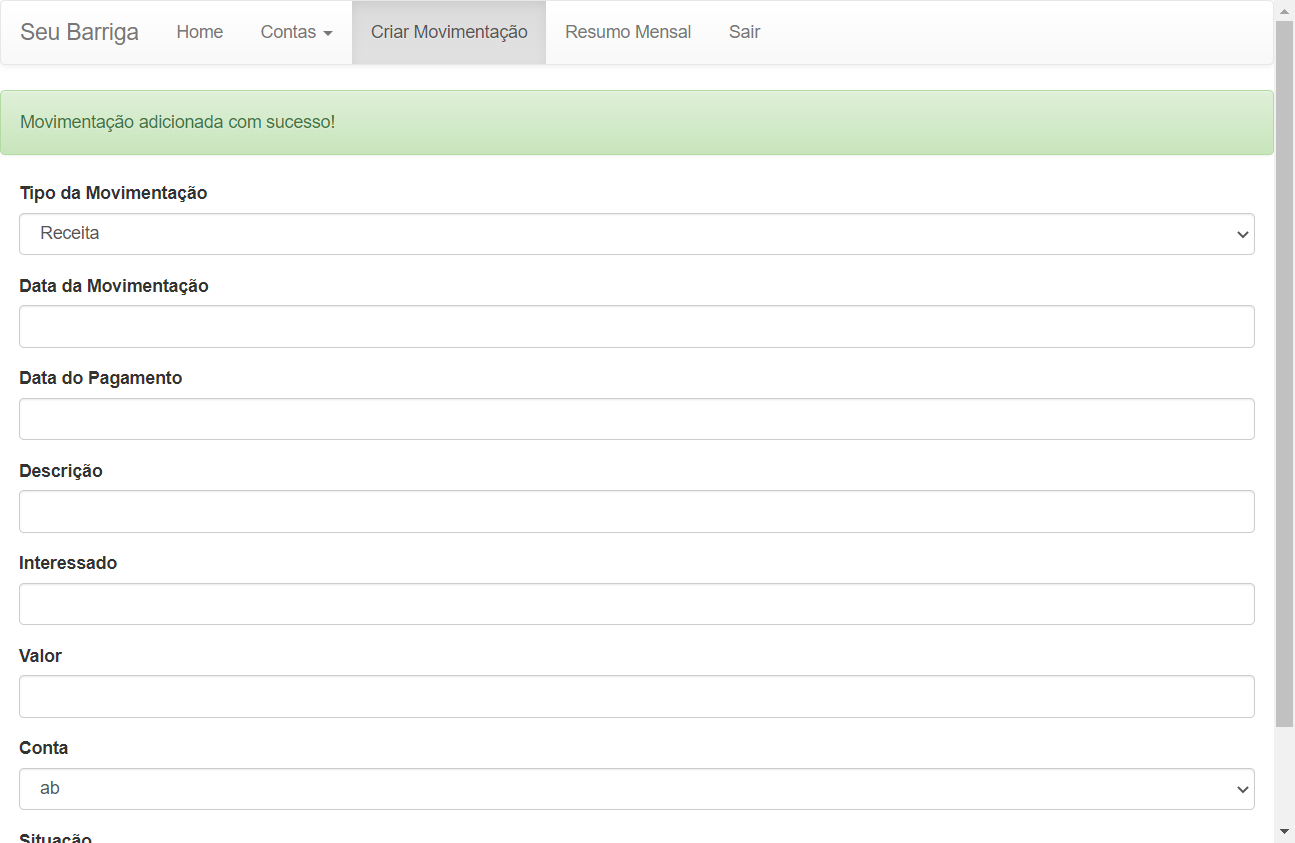 Seu Barriga Home Contas Criar Movimentação Resumo Mensal Sair
Movimentação adicionada com sucesso!
Tipo da Movimentação
Receita
Data da Movimentação
Data do Pagamento
Descrição
Interessado
Valor
Conta
ab
Situação